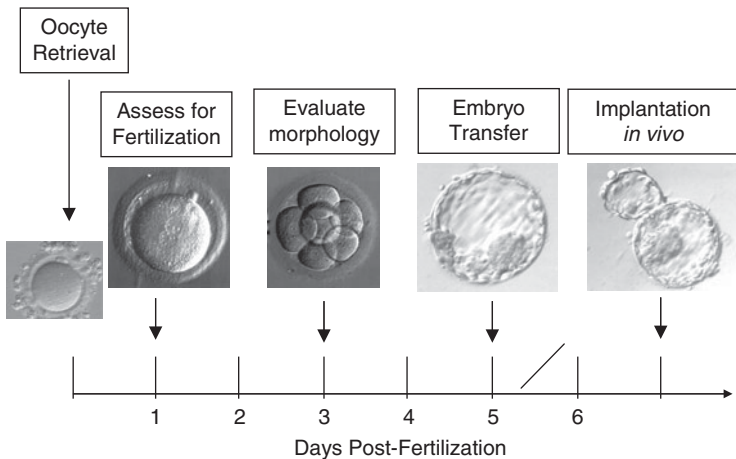 Oocyte
Retrieval
Assess for
Fertilization
Evaluate
morphology
Embryo
Transfer
Implantation
in vivo
1 2 3 4 5 6
Days Post-Fertilization